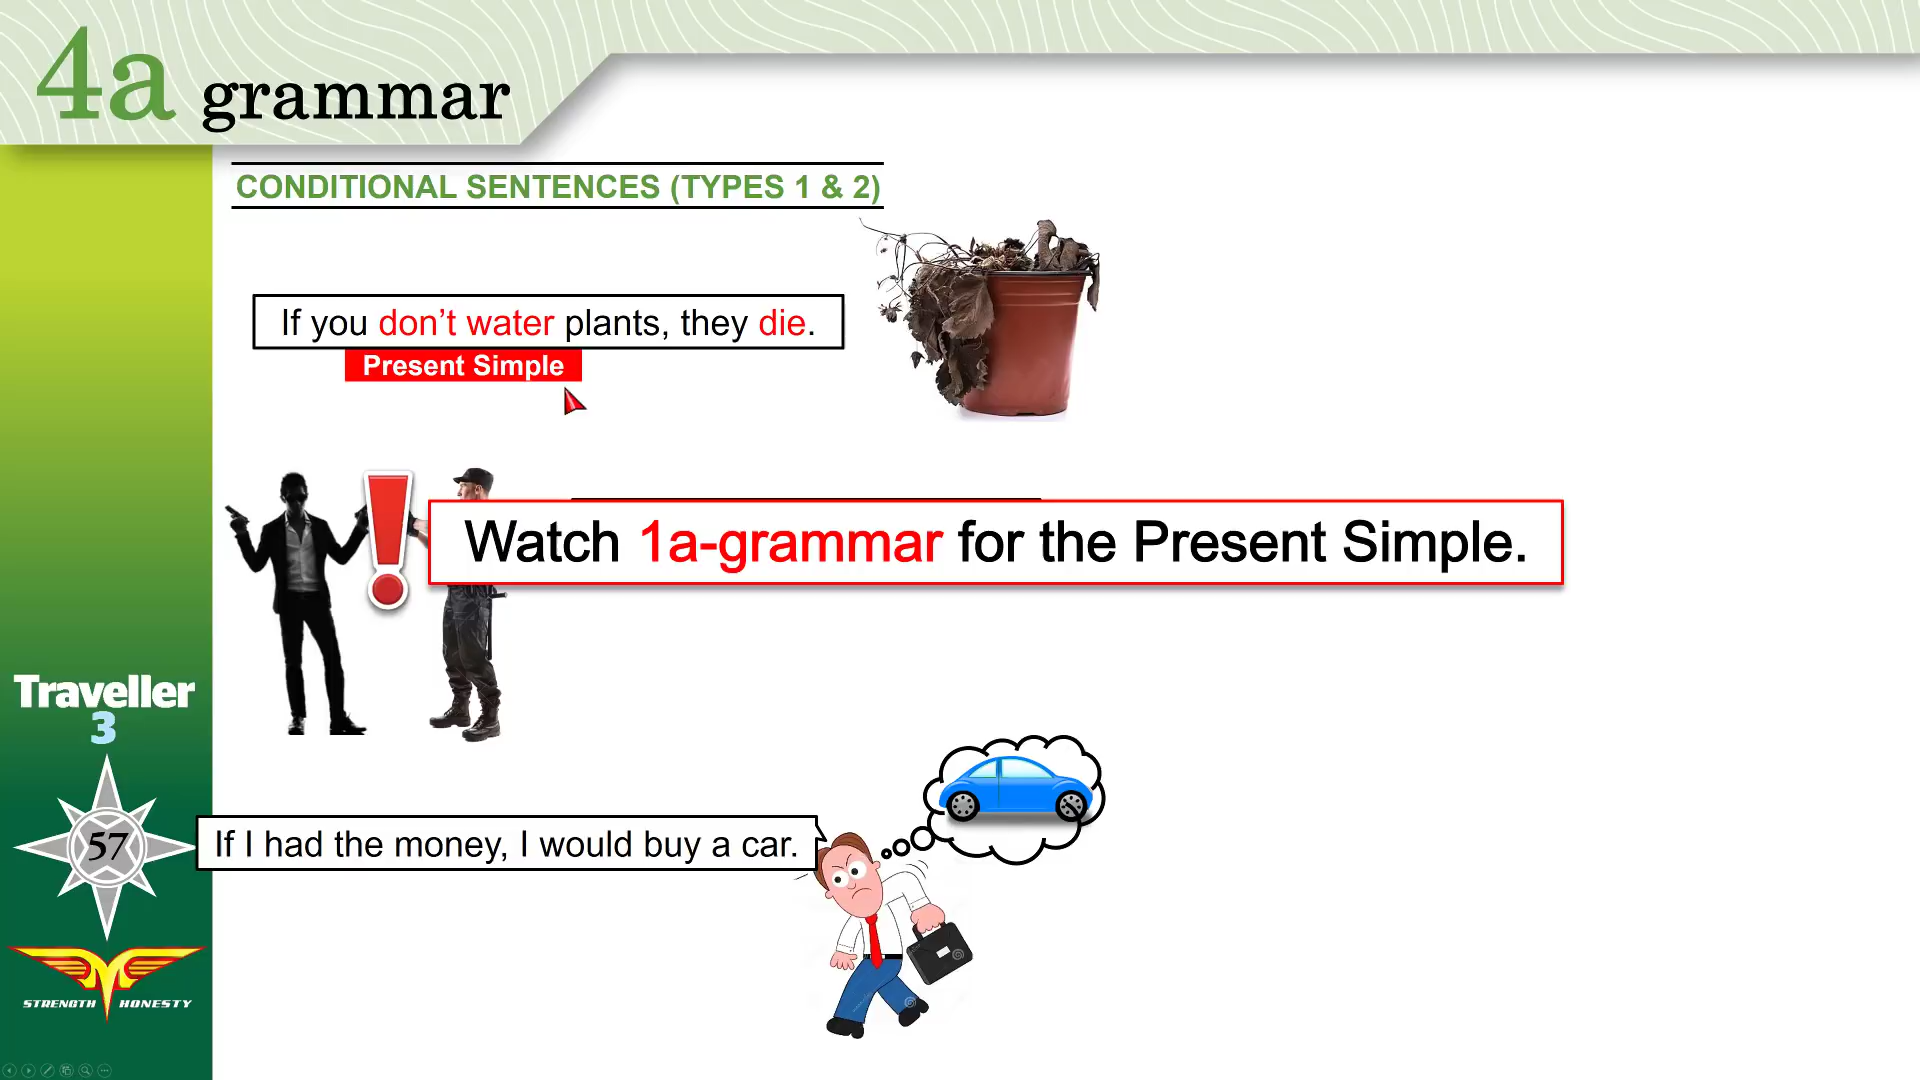 4a grammar
CONDITIONAL SENTENCES (TYPES 1 & 2)
If you don’t water plants, they die.
Present Simple
Watch 1a-grammar for the Present Simple.
Traveller
3
57
If I had the money, I would buy a car.
STRENGTH HONESTY